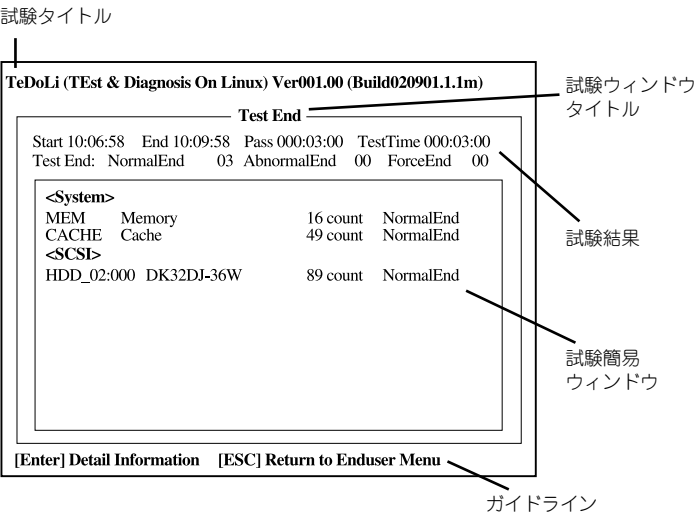 試験タイトル
TeDoLi (TEst & Diagnosis On Linux) Ver001.00 (Build020901.1.1m)
試験ウィンドウ
タイトル
Test End
Start 10:06:58 End 10:09:58 Pass 000:03:00 TestTime 000:03:00
Test End: NormalEnd 03 AbnormalEnd 00 ForceEnd 00
試験結果
<System>
MEM Memory 16 count NormalEnd
CACHE Cache 49 count NormalEnd
<SCSI>
HDD_02:000 DK32DJ-36W 89 count NormalEnd
試験簡易
ウィンドウ
[Enter] Detail Information [ESC] Return to Enduser Menu
ガイドライン